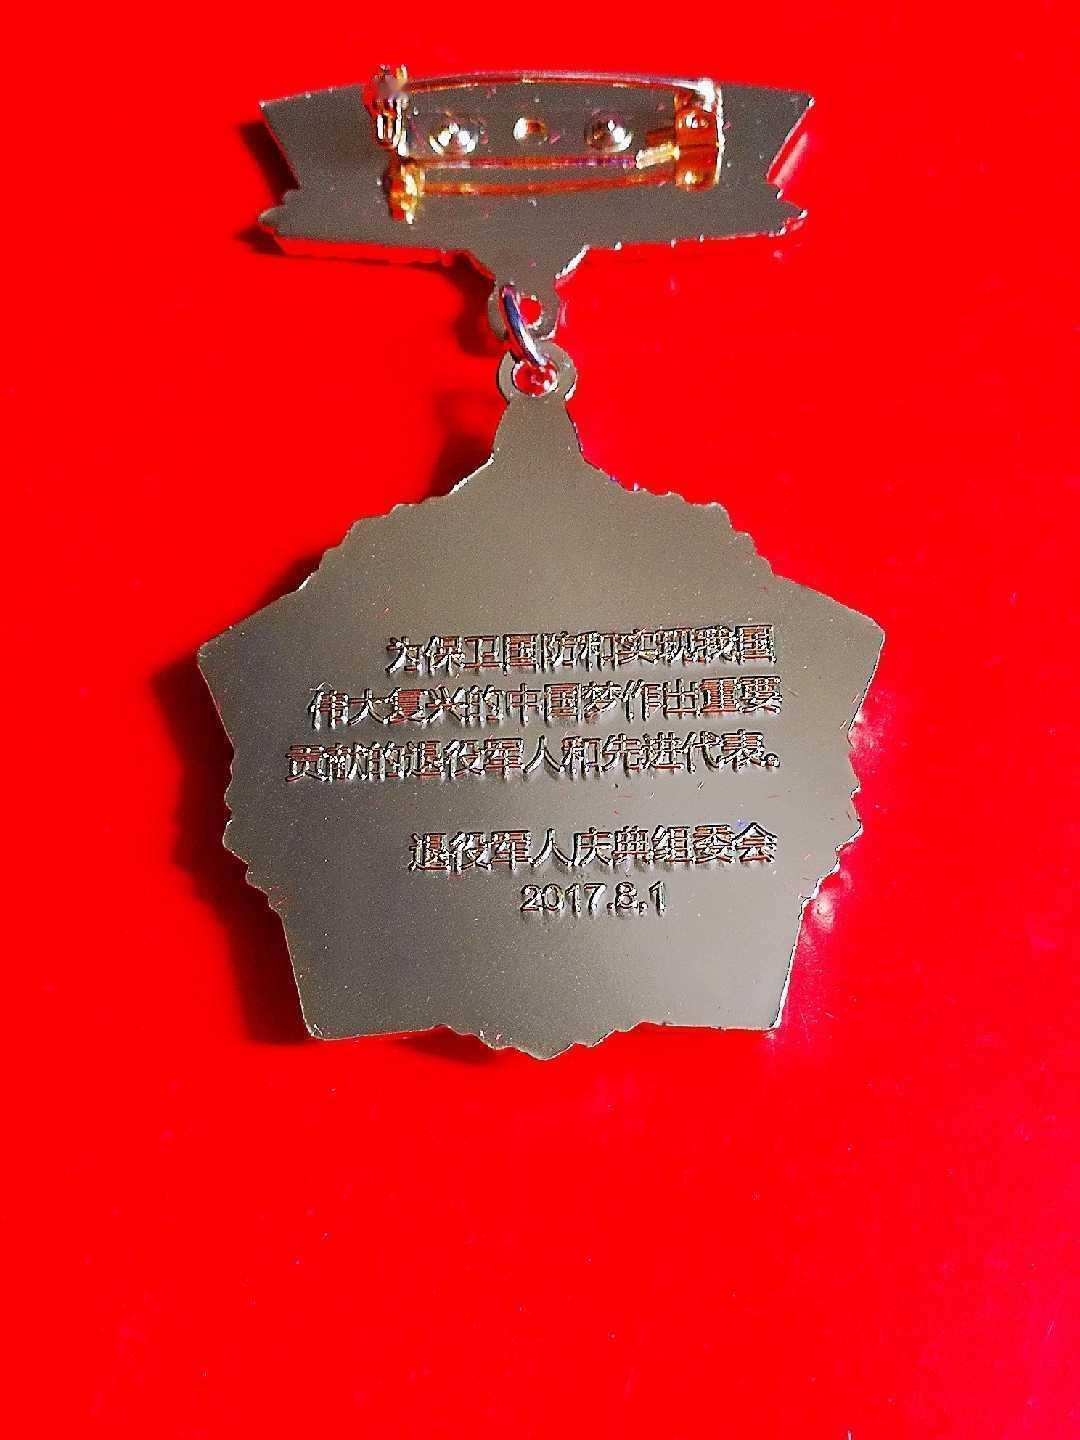 为保卫国防和实现我国
伟大复兴的中国梦作出重要
贡献的退役军人和先进代表。
退役军人庆典组委会
2017.8.1